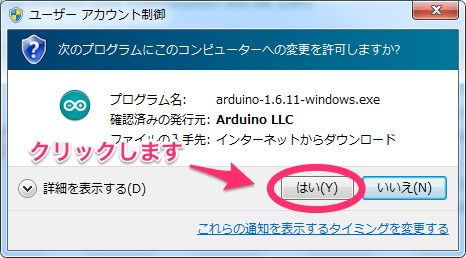 ユーザー アカウント制御
次のプログラムにこのコンピューターへの変更を許可しますか?
プログラム名: arduino-1.6.11-windows.exe
確認済みの発行元: Arduino LLC
ファイルの入手先: インターネットからダウンロード
クリックします
詳細を表示する(D)
はい(Y)
いいえ(N)
これらの通知を表示するタイミングを変更する